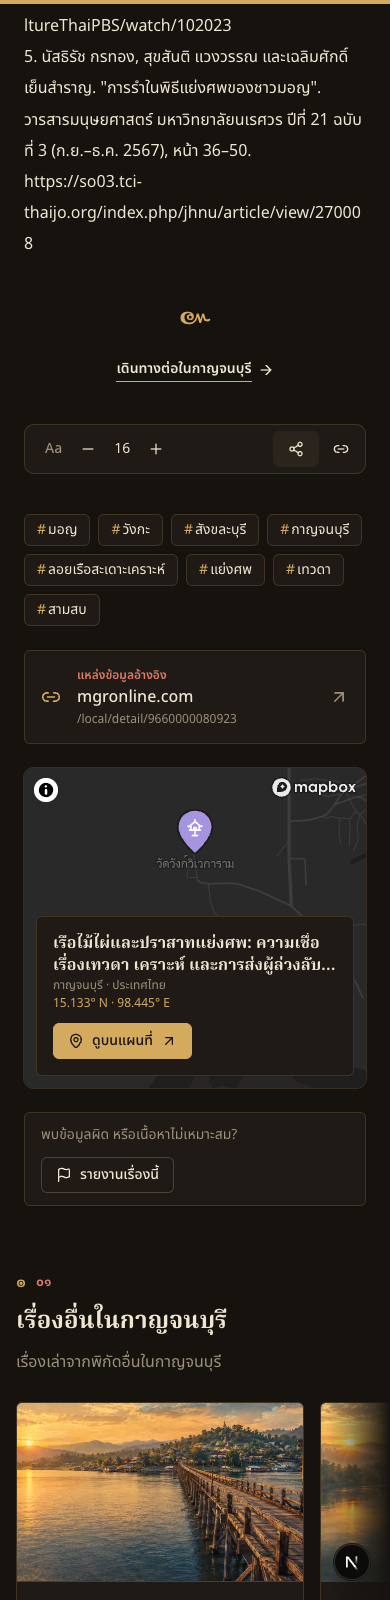 ltureThaiPBS/watch/102023
5. นัสธิรัช กรทอง, สุขสันติ แวงวรรณ และเฉลิมศักดิ์
เย็นสำราญ. "การรำในพิธีแย่งศพของชาวมอญ".
วารสารมนุษยศาสตร์ มหาวิทยาลัยนเรศวร ปีที่ 21 ฉบับ
ที่ 3 (ก.ย.–ธ.ค. 2567), หน้า 36–50.
https://so03.tci-
thaijo.org/index.php/jhnu/article/view/27000
8
เดินทางต่อในกาญจนบุรี →
Aa − 16 +
#มอญ #วังกะ #สังขละบุรี #กาญจนบุรี
#ลอยเรือสะเดาะเคราะห์ #แย่งศพ #เทวดา
#สามสบ
แหล่งข้อมูลอ้างอิง
mgronline.com
/local/detail/9660000080923
mapbox
วัดวังก์วิเวการาม
เรือไม้ไผ่และปราสาทแย่งศพ: ความเชื่อ
เรื่องเทวดา เคราะห์ และการส่งผู้ล่วงลับ...
กาญจนบุรี · ประเทศไทย
15.133° N · 98.445° E
ดูบนแผนที่
พบข้อมูลผิด หรือเนื้อหาไม่เหมาะสม?
รายงานเรื่องนี้
๐๑
เรื่องอื่นในกาญจนบุรี
เรื่องเล่าจากพิกัดอื่นในกาญจนบุรี
N